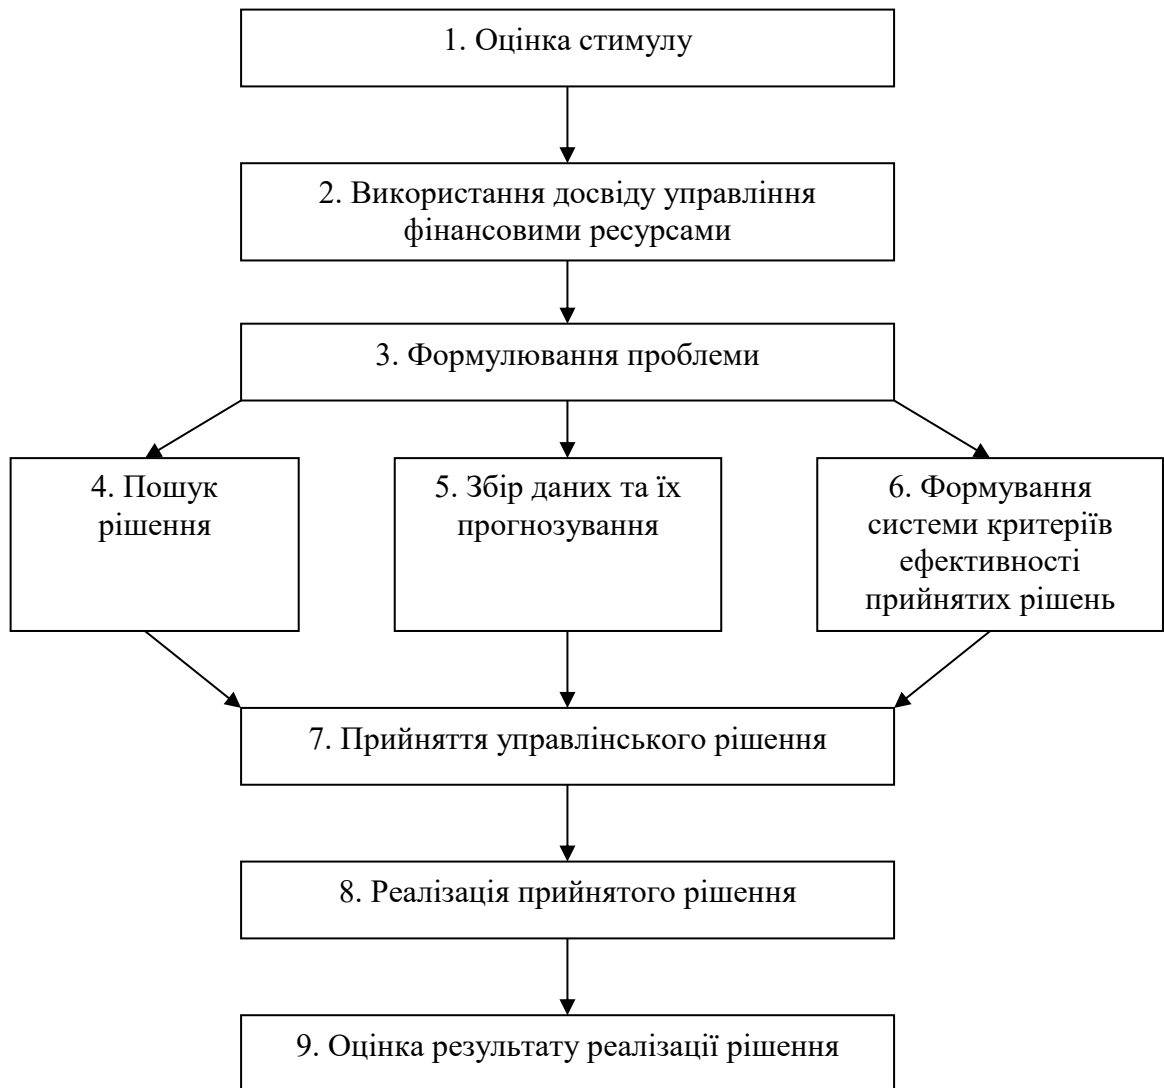 1. Оцінка стимулу
2. Використання досвіду управління
фінансовими ресурсами
3. Формулювання проблеми
4. Пошук
рішення
5. Збір даних та їх
прогнозування
6. Формування
системи критеріїв
ефективності
прийнятих рішень
7. Прийняття управлінського рішення
8. Реалізація прийнятого рішення
9. Оцінка результату реалізації рішення